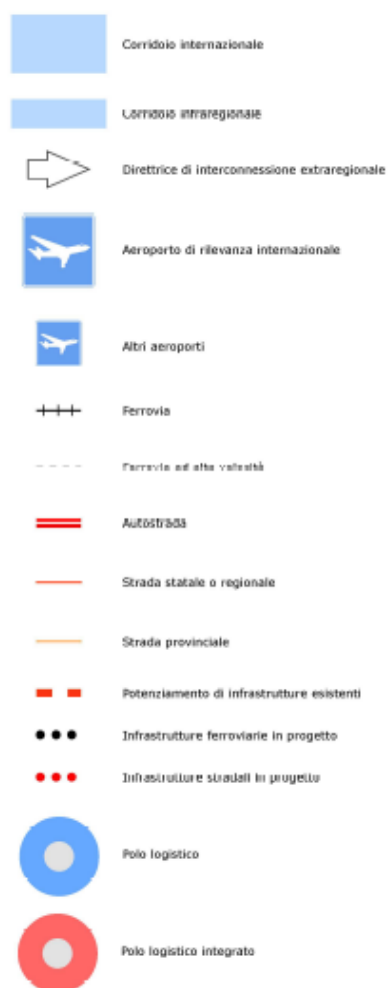 Corridoio internazionale
Corridoio infraregionale
Direttrice di interconnessione extraregionale
Aeroporto di rilevanza internazionale
Altri aeroporti
Ferrovia
Ferrovia ad alta velocità
Autostrada
Strada statale o regionale
Strada provinciale
Potenziamento di infrastrutture esistenti
Infrastrutture ferroviarie in progetto
Infrastrutture stradali in progetto
Polo logistico
Polo logistico integrato